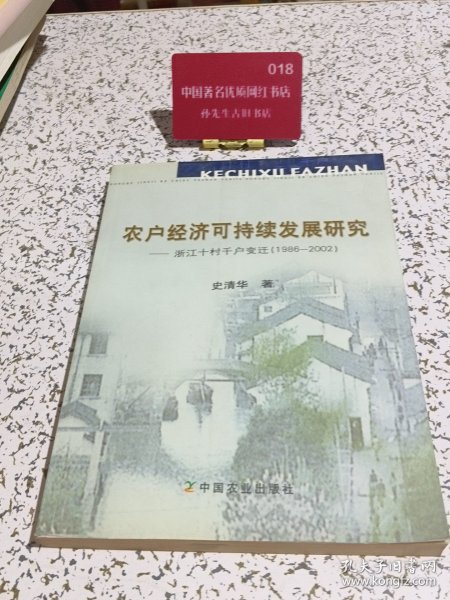 018
中国著名优质网红书店
孙先生古旧书店
KECHIXU FAZHAN
农户经济可持续发展研究
——浙江十村千户变迁(1986—2002)
史清华 著
中国农业出版社
孔夫子旧书网
www.kongfz.com